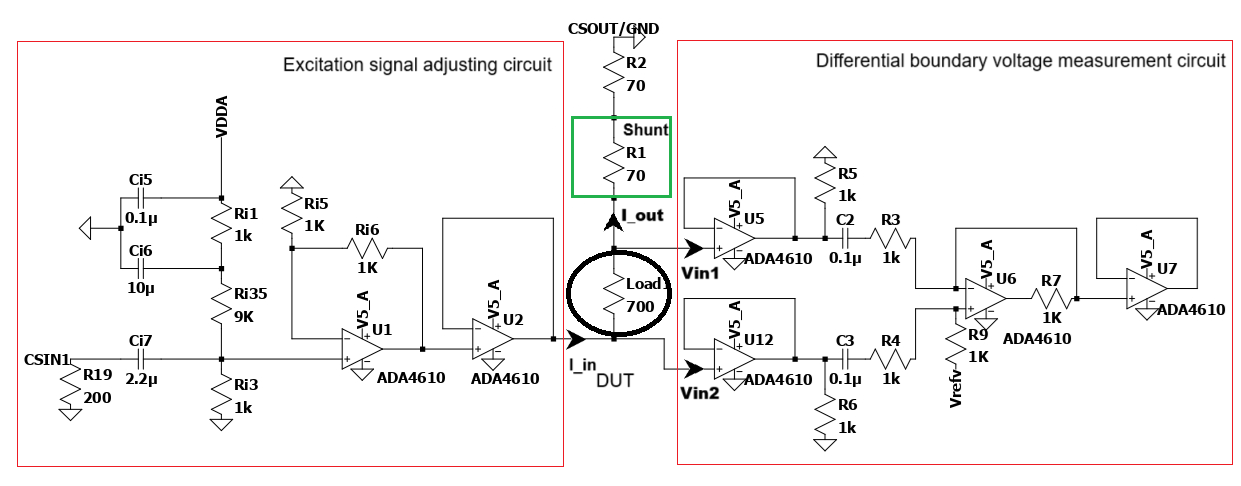 CSOUT/GND
Excitation signal adjusting circuit
Differential boundary voltage measurement circuit
R2
70
VDDA
Shunt
R1
70
Ci5
0.1µ
Ri1
1k
Ci6
10µ
Ri35
9K
Ri5
1K
Ri6
1K
I_out
Vin1
Load1
700
V5_A
U5
ADA4610
R5
1k
C2
0.1µ
R3
1k
V5_A
U6
ADA4610
R7
1K
V5_A
U7
ADA4610
V5_A
U1
ADA4610
V5_A
U2
ADA4610
V5_A
U12
ADA4610
C3
0.1µ
R4
1k
R9
1K
Vrefv
CSIN1
Ci7
2.2µ
R19
200
Ri3
1k
I_in
DUT
Vin2
R6
1k